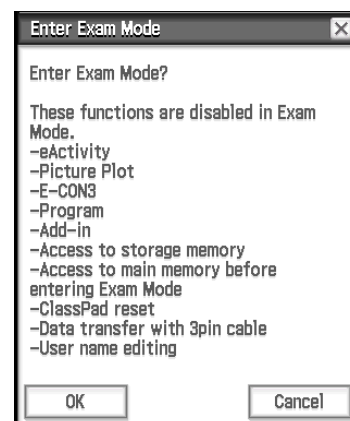 Enter Exam Mode
Enter Exam Mode?
These functions are disabled in Exam
Mode.
-eActivity
-Picture Plot
-E-CON3
-Program
-Add-in
-Access to storage memory
-Access to main memory before
entering Exam Mode
-ClassPad reset
-Data transfer with 3pin cable
-User name editing
OK
Cancel